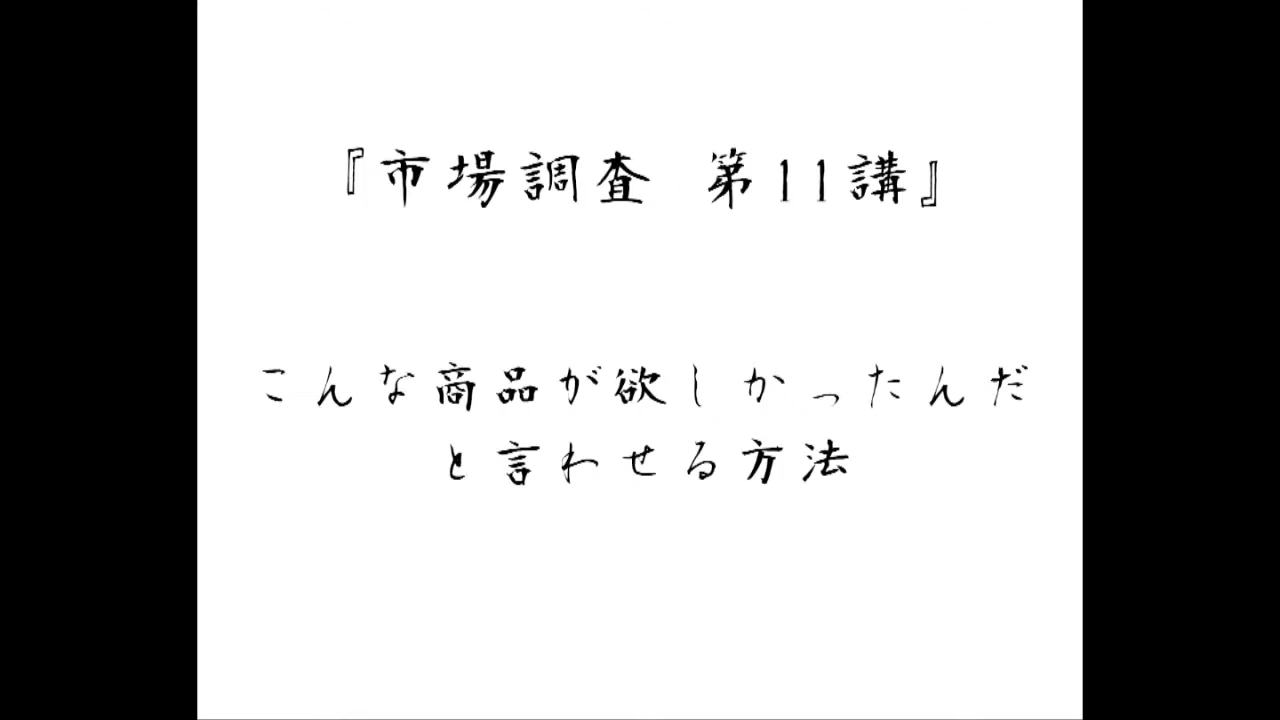 『市場調査 第11講』
こんな商品が欲しかったんだ
と言わせる方法